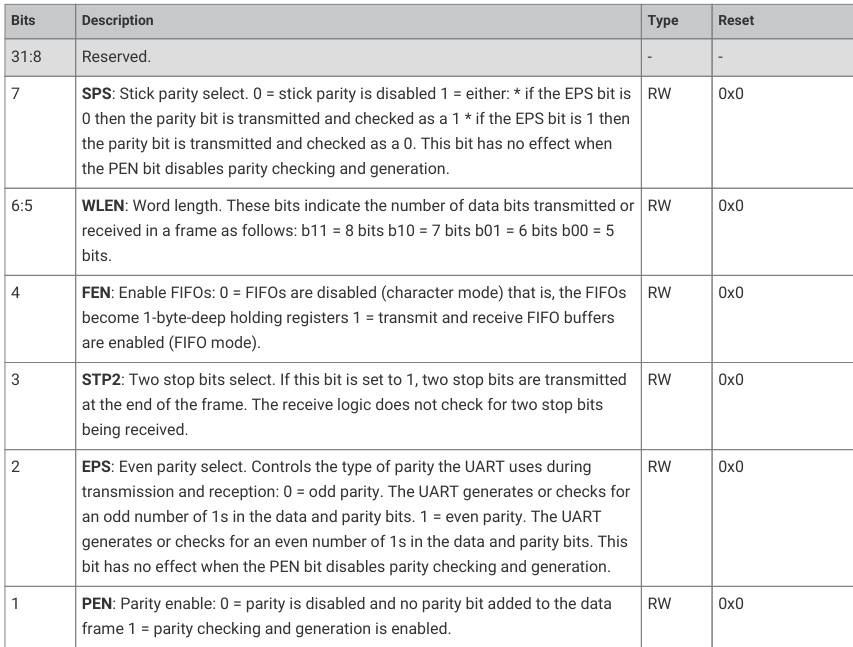 Bits Description Type Reset
31:8 Reserved. - -
7 SPS: Stick parity select. 0 = stick parity is disabled 1 = either: * if the EPS bit is RW 0x0
0 then the parity bit is transmitted and checked as a 1 * if the EPS bit is 1 then
the parity bit is transmitted and checked as a 0. This bit has no effect when
the PEN bit disables parity checking and generation.
6:5 WLEN: Word length. These bits indicate the number of data bits transmitted or RW 0x0
received in a frame as follows: b11 = 8 bits b10 = 7 bits b01 = 6 bits b00 = 5
bits.
4 FEN: Enable FIFOs: 0 = FIFOs are disabled (character mode) that is, the FIFOs RW 0x0
become 1-byte-deep holding registers 1 = transmit and receive FIFO buffers
are enabled (FIFO mode).
3 STP2: Two stop bits select. If this bit is set to 1, two stop bits are transmitted RW 0x0
at the end of the frame. The receive logic does not check for two stop bits
being received.
2 EPS: Even parity select. Controls the type of parity the UART uses during RW 0x0
transmission and reception: 0 = odd parity. The UART generates or checks for
an odd number of 1s in the data and parity bits. 1 = even parity. The UART
generates or checks for an even number of 1s in the data and parity bits. This
bit has no effect when the PEN bit disables parity checking and generation.
1 PEN: Parity enable: 0 = parity is disabled and no parity bit added to the data RW 0x0
frame 1 = parity checking and generation is enabled.